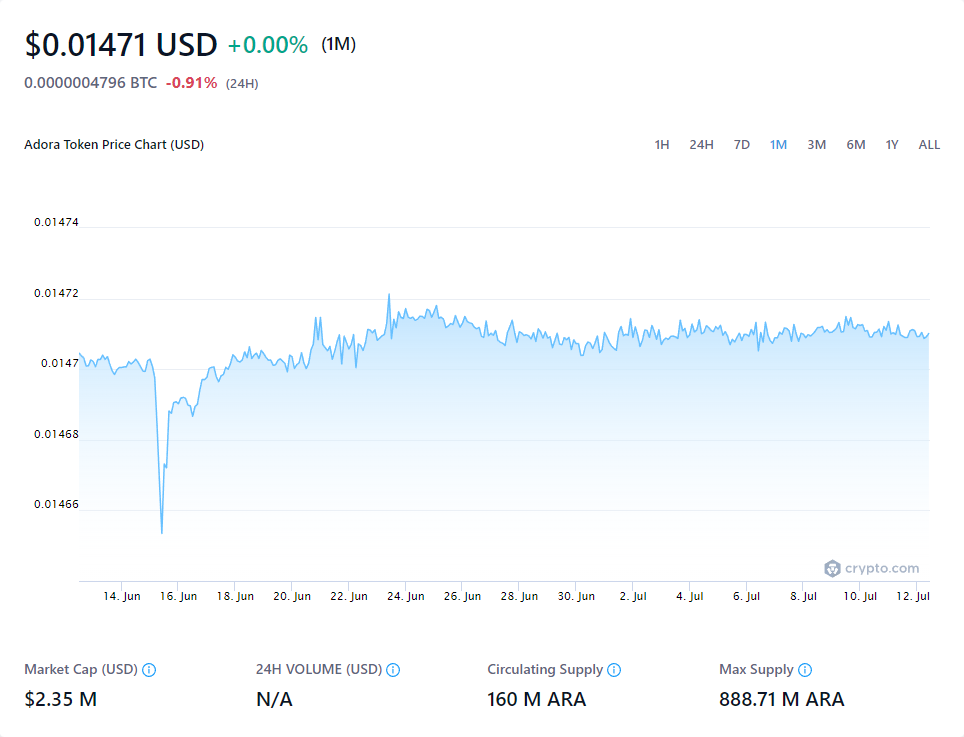 $0.01471 USD +0.00% (1M)
0.0000004796 BTC -0.91% (24H)
Adora Token Price Chart (USD) 1H 24H 7D 1M 3M 6M 1Y ALL
0.01474
0.01472
0.0147
0.01468
0.01466
crypto.com
14. Jun 16. Jun 18. Jun 20. Jun 22. Jun 24. Jun 26. Jun 28. Jun 30. Jun 2. Jul 4. Jul 6. Jul 8. Jul 10. Jul 12. Jul
Market Cap (USD) 24H VOLUME (USD) Circulating Supply Max Supply
$2.35 M N/A 160 M ARA 888.71 M ARA